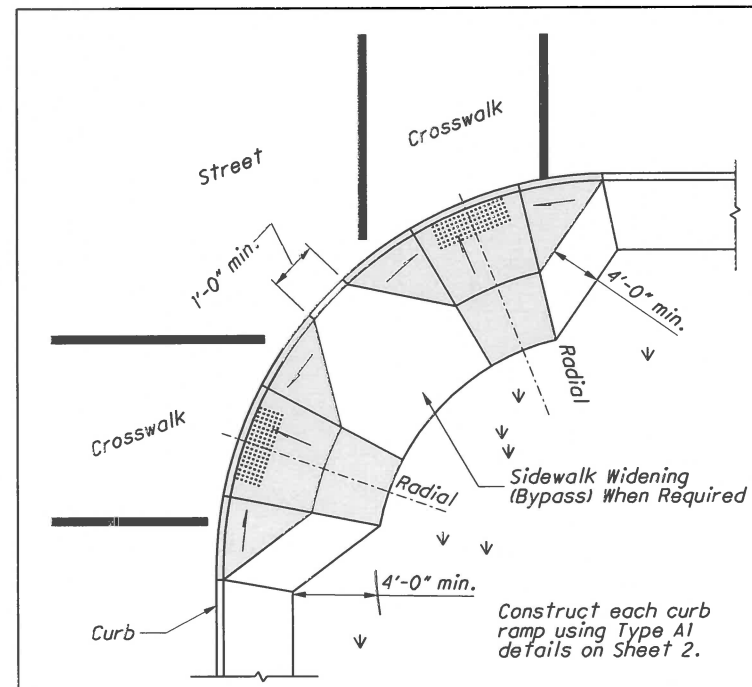 Crosswalk
Street
1'-0" min.
4'-0" min.
Radial
Crosswalk
Radial
Sidewalk Widening
(Bypass) When Required
4'-0" min.
Curb
Construct each curb
ramp using Type A1
details on Sheet 2.